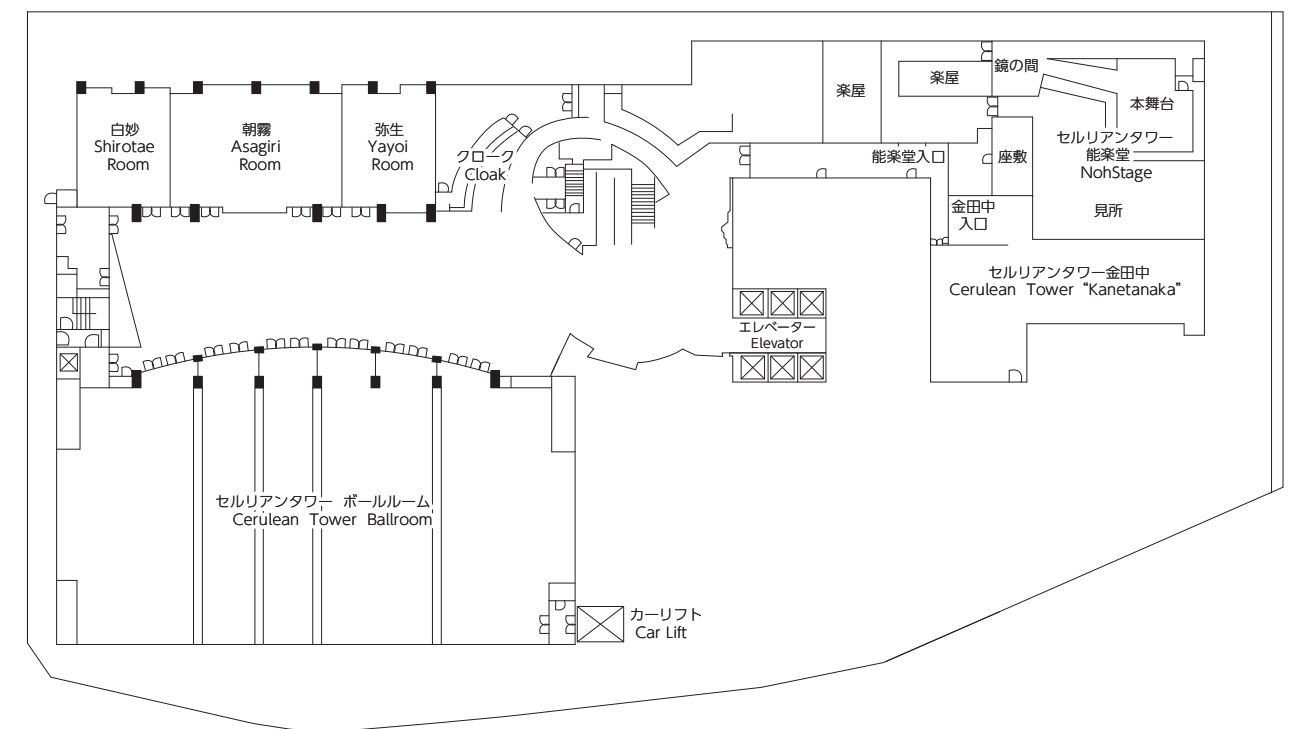 白妙
Shirotae
Room
朝霧
Asagiri
Room
弥生
Yayoi
Room
クローク
Cloak
楽屋
楽屋
鏡の間
本舞台
セルリアンタワー
能楽堂
NohStage
能楽堂入口
座敷
金田中
入口
見所
セルリアンタワー金田中
Cerulean Tower "Kanetanaka"
エレベーター
Elevator
セルリアンタワー ボールルーム
Cerulean Tower Ballroom
カーリフト
Car Lift